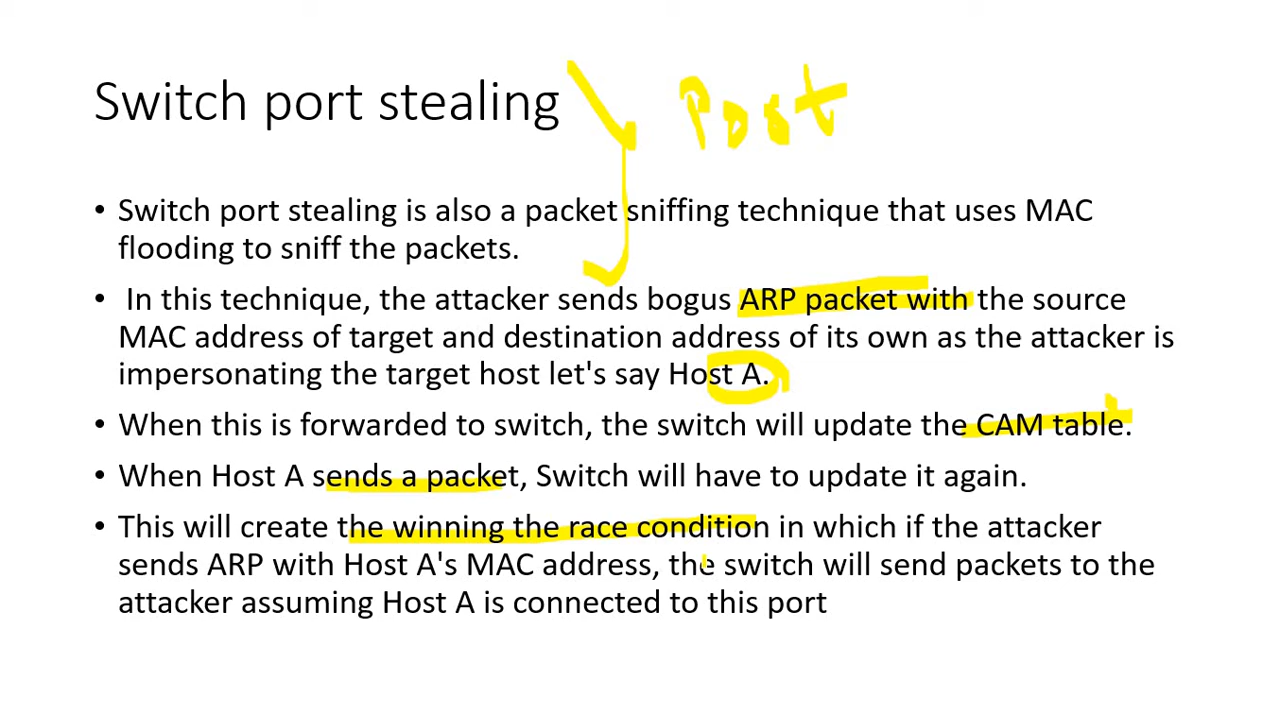 Switch port stealing
Port
• Switch port stealing is also a packet sniffing technique that uses MAC
flooding to sniff the packets.
• In this technique, the attacker sends bogus ARP packet with the source
MAC address of target and destination address of its own as the attacker is
impersonating the target host let's say Host A.
• When this is forwarded to switch, the switch will update the CAM table.
• When Host A sends a packet, Switch will have to update it again.
• This will create the winning the race condition in which if the attacker
sends ARP with Host A's MAC address, the switch will send packets to the
attacker assuming Host A is connected to this port